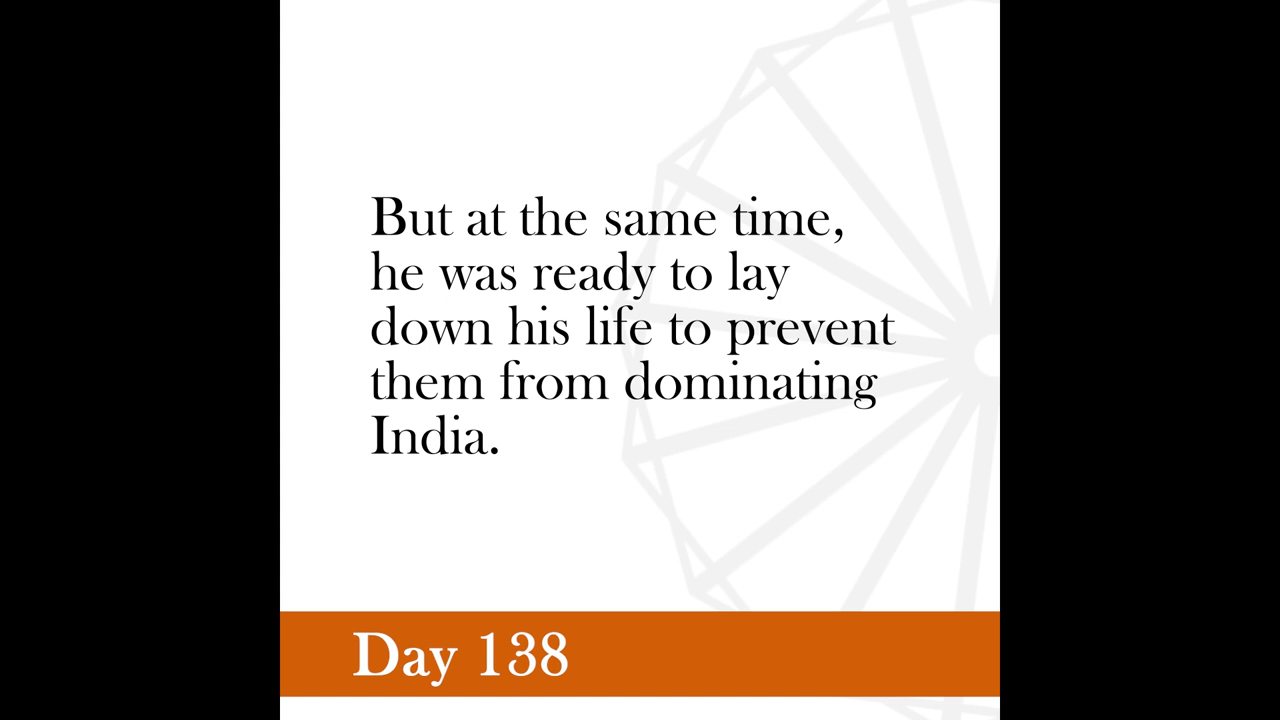 But at the same time,
he was ready to lay
down his life to prevent
them from dominating
India.
Day 138